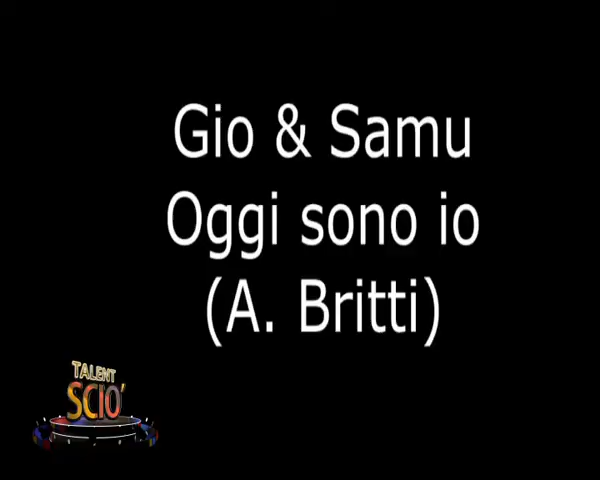 Gio & Samu
Oggi sono io
(A. Britti)
TALENT
SCIO'